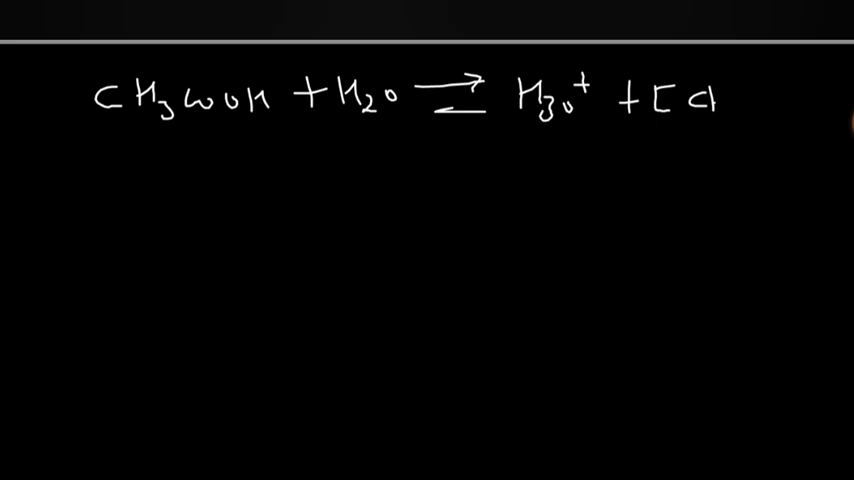 CH₃COOH + H₂O ⇌ H₃O⁺ + [